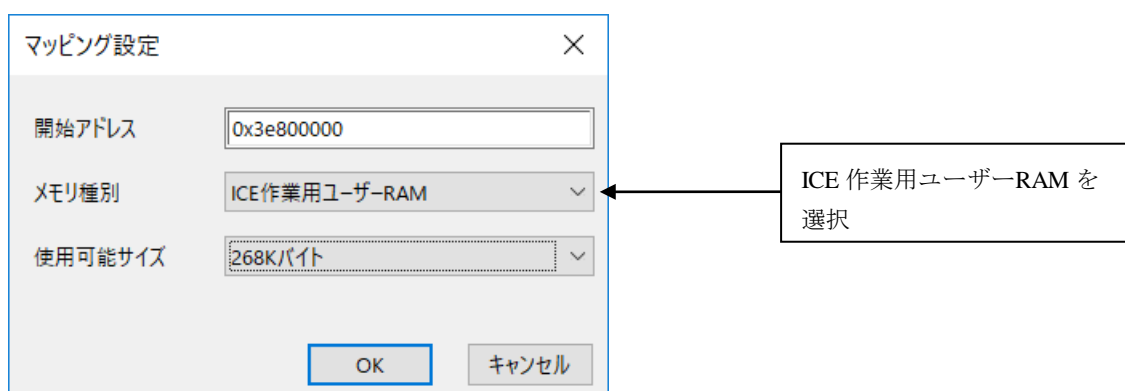 マッピング設定
開始アドレス
0x3e800000
メモリ種別
ICE作業用ユーザーRAM
使用可能サイズ
268Kバイト
OK
キャンセル
ICE 作業用ユーザーRAM を
選択